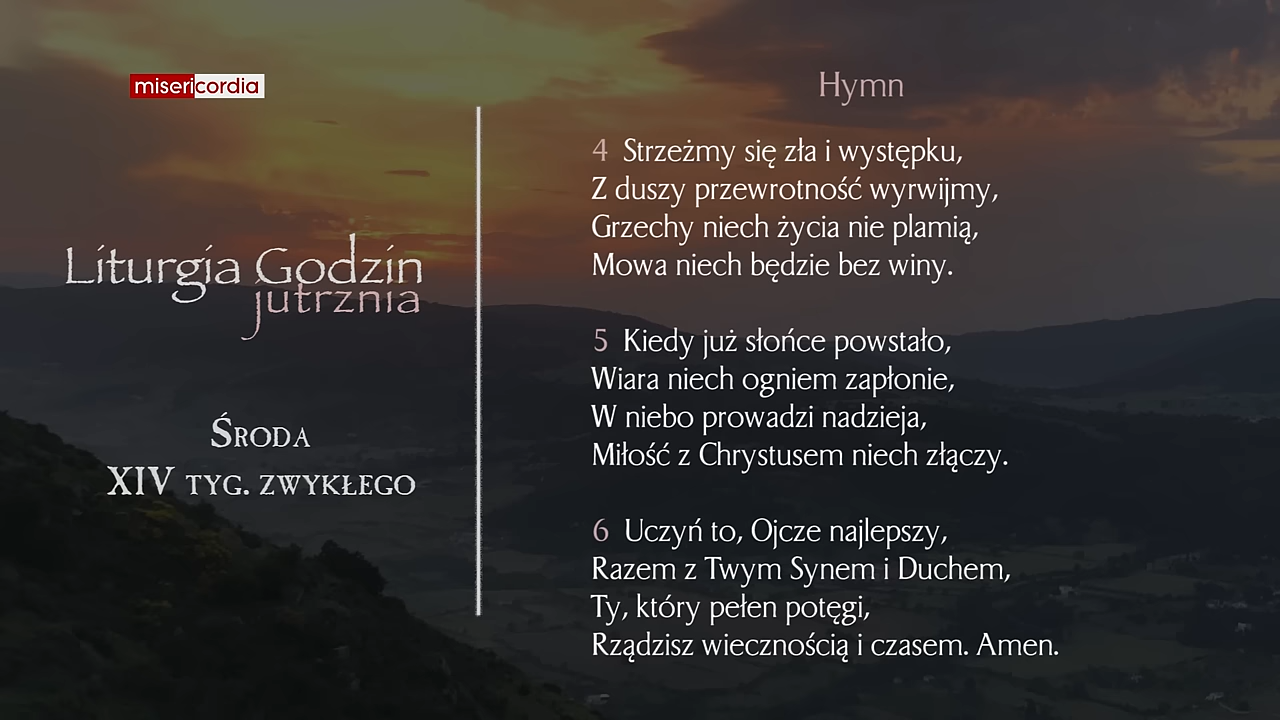 misericordia
Liturgia Godzin
jutrznia
Środa
XIV tyg. zwykłego
Hymn
4 Strzeżmy się zła i występku,
Z duszy przewrotność wyrwijmy,
Grzechy niech życia nie plamią,
Mowa niech będzie bez winy.
5 Kiedy już słońce powstało,
Wiara niech ogniem zapłonie,
W niebo prowadzi nadzieja,
Miłość z Chrystusem niech złączy.
6 Uczyń to, Ojcze najlepszy,
Razem z Twym Synem i Duchem,
Ty, który pełen potęgi,
Rządzisz wiecznością i czasem. Amen.